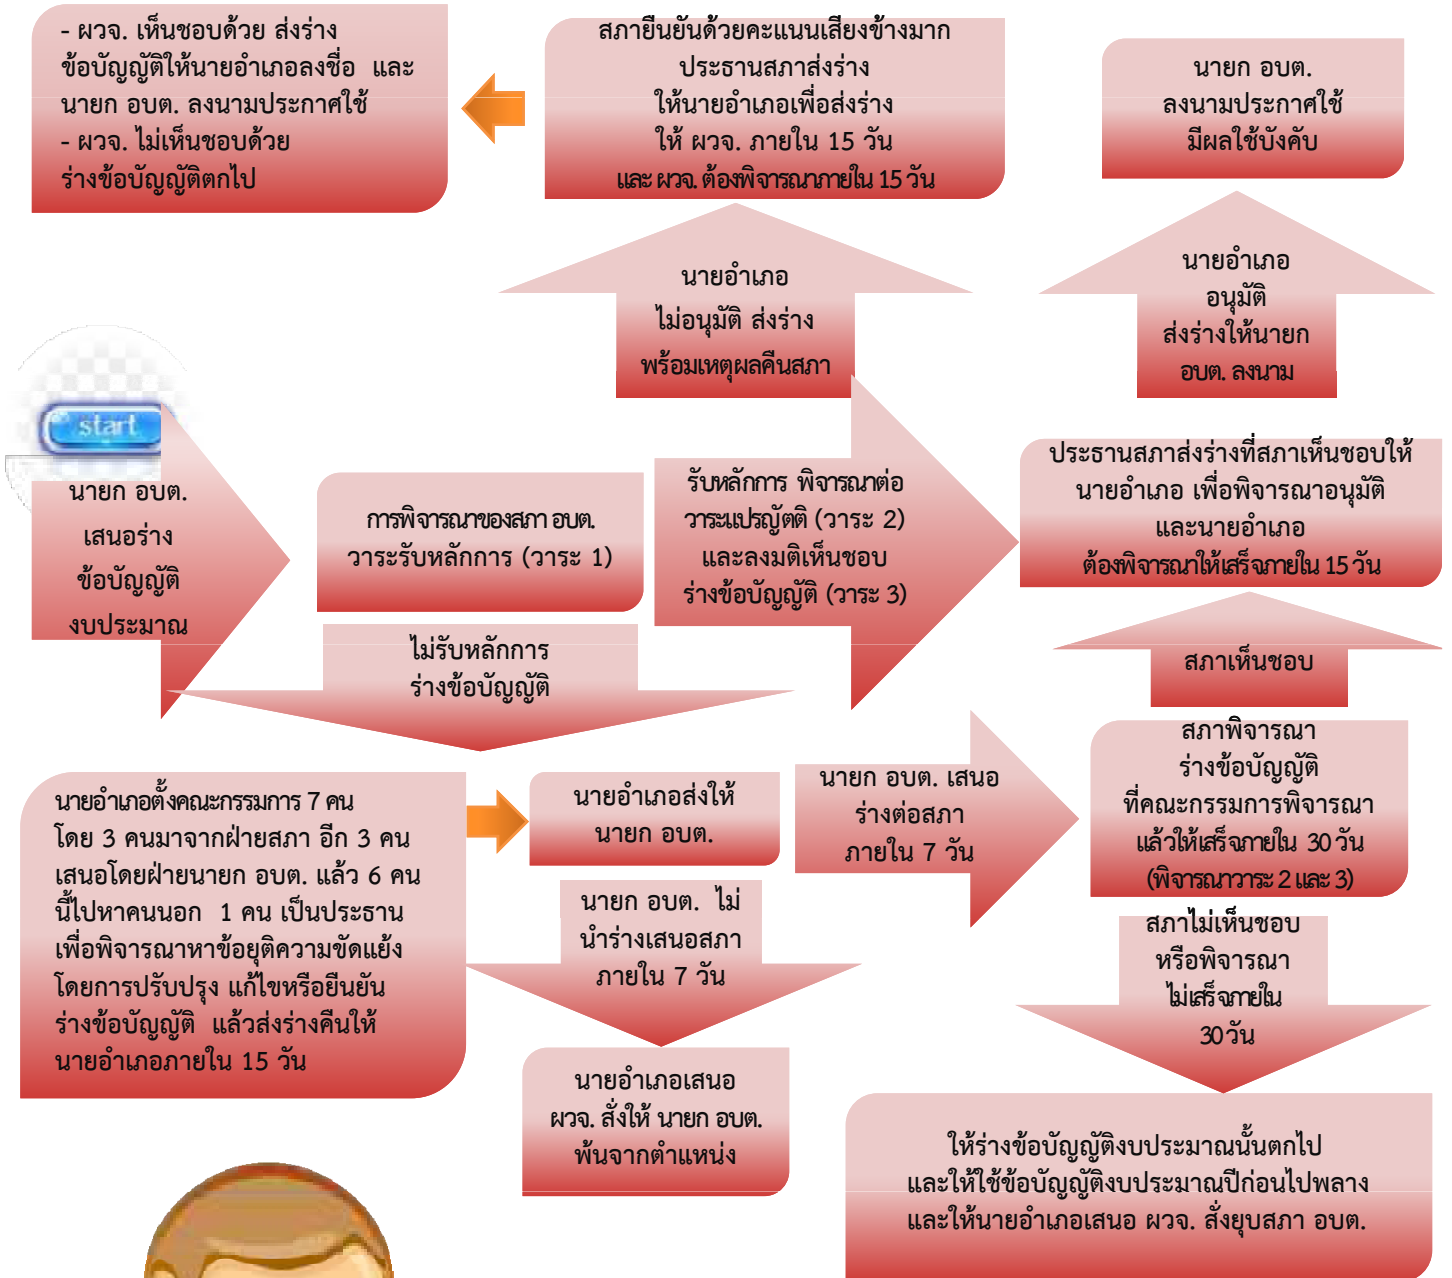 - ผวจ. เห็นชอบด้วย ส่งร่าง
ข้อบัญญัติให้นายอำเภอลงชื่อ และ
นายก อบต. ลงนามประกาศใช้
- ผวจ. ไม่เห็นชอบด้วย
ร่างข้อบัญญัติตกไป
สภายืนยันด้วยคะแนนเสียงข้างมาก
ประธานสภาส่งร่าง
ให้นายอำเภอเพื่อส่งร่าง
ให้ ผวจ. ภายใน 15 วัน
และ ผวจ. ต้องพิจารณาภายใน 15 วัน
นายก อบต.
ลงนามประกาศใช้
มีผลใช้บังคับ
นายอำเภอ
ไม่อนุมัติ ส่งร่าง
พร้อมเหตุผลคืนสภา
นายอำเภอ
อนุมัติ
ส่งร่างให้นายก
อบต. ลงนาม
start
นายก อบต.
เสนอร่าง
ข้อบัญญัติ
งบประมาณ
การพิจารณาของสภา อบต.
วาระรับหลักการ (วาระ 1)
รับหลักการ พิจารณาต่อ
วาระแปรญัตติ (วาระ 2)
และลงมติเห็นชอบ
ร่างข้อบัญญัติ (วาระ 3)
ประธานสภาส่งร่างที่สภาเห็นชอบให้
นายอำเภอ เพื่อพิจารณาอนุมัติ
และนายอำเภอ
ต้องพิจารณาให้เสร็จภายใน 15 วัน
ไม่รับหลักการ
ร่างข้อบัญญัติ
สภาเห็นชอบ
นายอำเภอตั้งคณะกรรมการ 7 คน
โดย 3 คนมาจากฝ่ายสภา อีก 3 คน
เสนอโดยฝ่ายนายก อบต. แล้ว 6 คน
นี้ไปหาคนนอก 1 คน เป็นประธาน
เพื่อพิจารณาหาข้อยุติความขัดแย้ง
โดยการปรับปรุง แก้ไขหรือยืนยัน
ร่างข้อบัญญัติ แล้วส่งร่างคืนให้
นายอำเภอภายใน 15 วัน
นายอำเภอส่งให้
นายก อบต.
นายก อบต. เสนอ
ร่างต่อสภา
ภายใน 7 วัน
สภาพิจารณา
ร่างข้อบัญญัติ
ที่คณะกรรมการพิจารณา
แล้วให้เสร็จภายใน 30 วัน
(พิจารณาวาระ 2 และ 3)
นายก อบต. ไม่
นำร่างเสนอสภา
ภายใน 7 วัน
สภาไม่เห็นชอบ
หรือพิจารณา
ไม่เสร็จภายใน
30 วัน
นายอำเภอเสนอ
ผวจ. สั่งให้ นายก อบต.
พ้นจากตำแหน่ง
ให้ร่างข้อบัญญัติงบประมาณนั้นตกไป
และให้ใช้ข้อบัญญัติงบประมาณปีก่อนไปพลาง
และให้นายอำเภอเสนอ ผวจ. สั่งยุบสภา อบต.